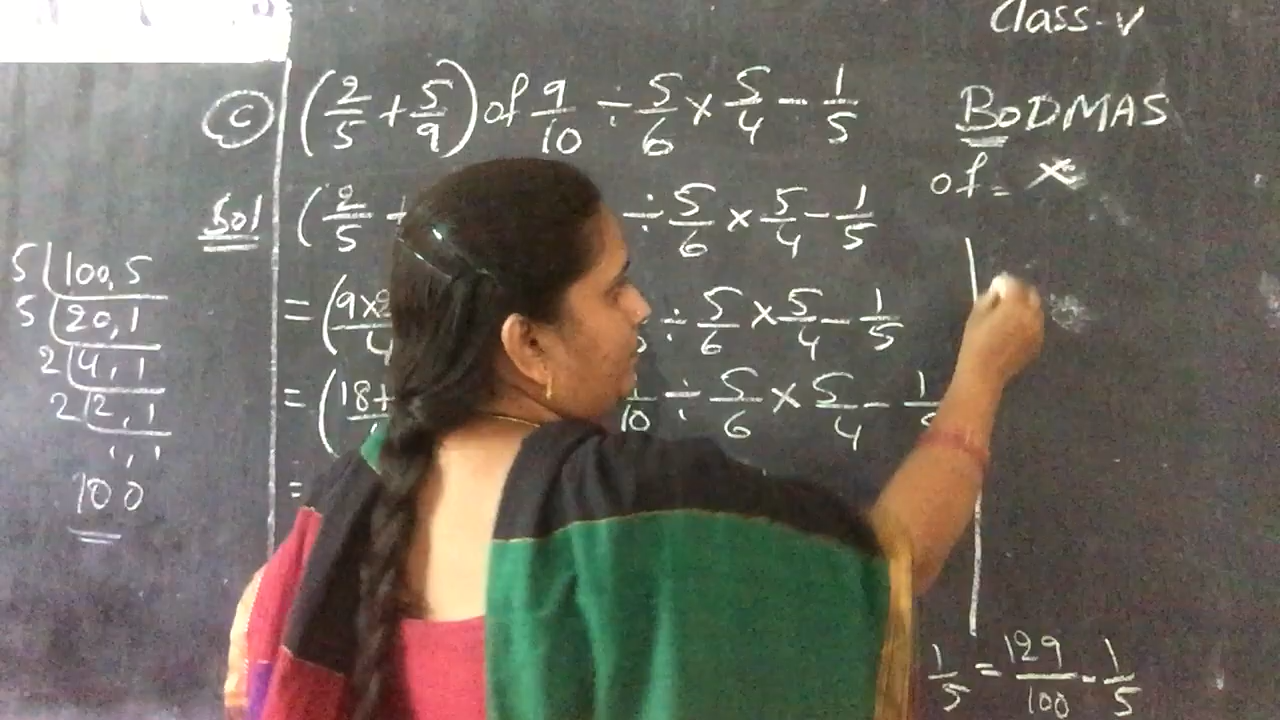 Class-V
(c) (2/5 + 5/9) of 9/10 ÷ 5/6 × 5/4 - 1/5
BODMAS
of = ×
Sol (2/5 + ÷ 5/6 × 5/4 - 1/5
= (9×2 ÷ 5/6 × 5/4 - 1/5
= (18+ /10 ÷ 5/6 × 5/4 - 1/5
=
5 | 100, 5
5 | 20, 1
2 | 4, 1
2 | 2, 1
1, 1
100
1/5 = 129/100 - 1/5